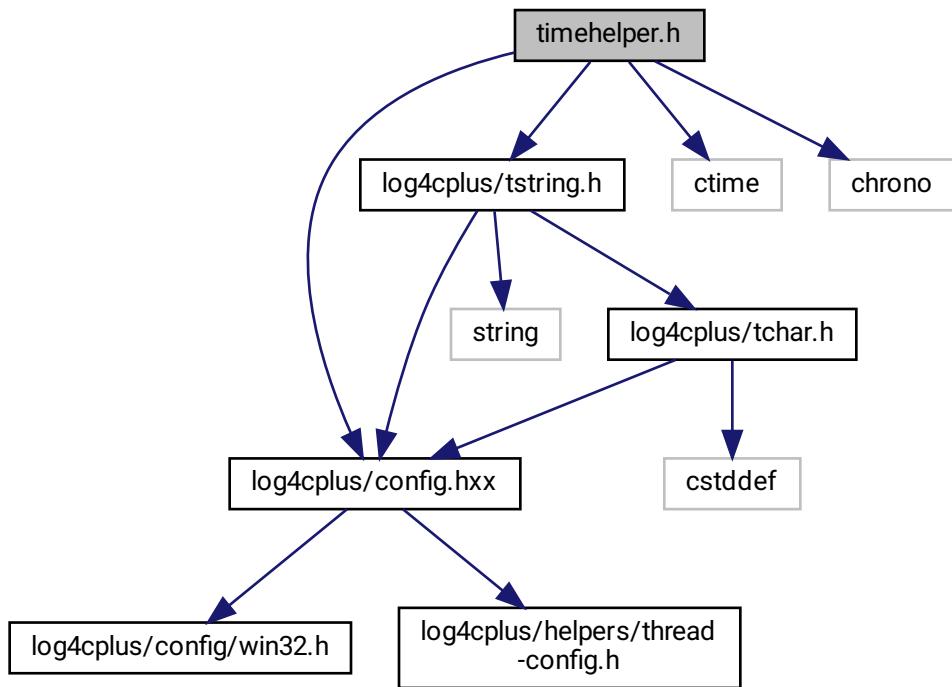 timehelper.h
log4cplus/tstring.h
ctime
chrono
string
log4cplus/tchar.h
log4cplus/config.hxx
cstddef
log4cplus/config/win32.h
log4cplus/helpers/thread
-config.h